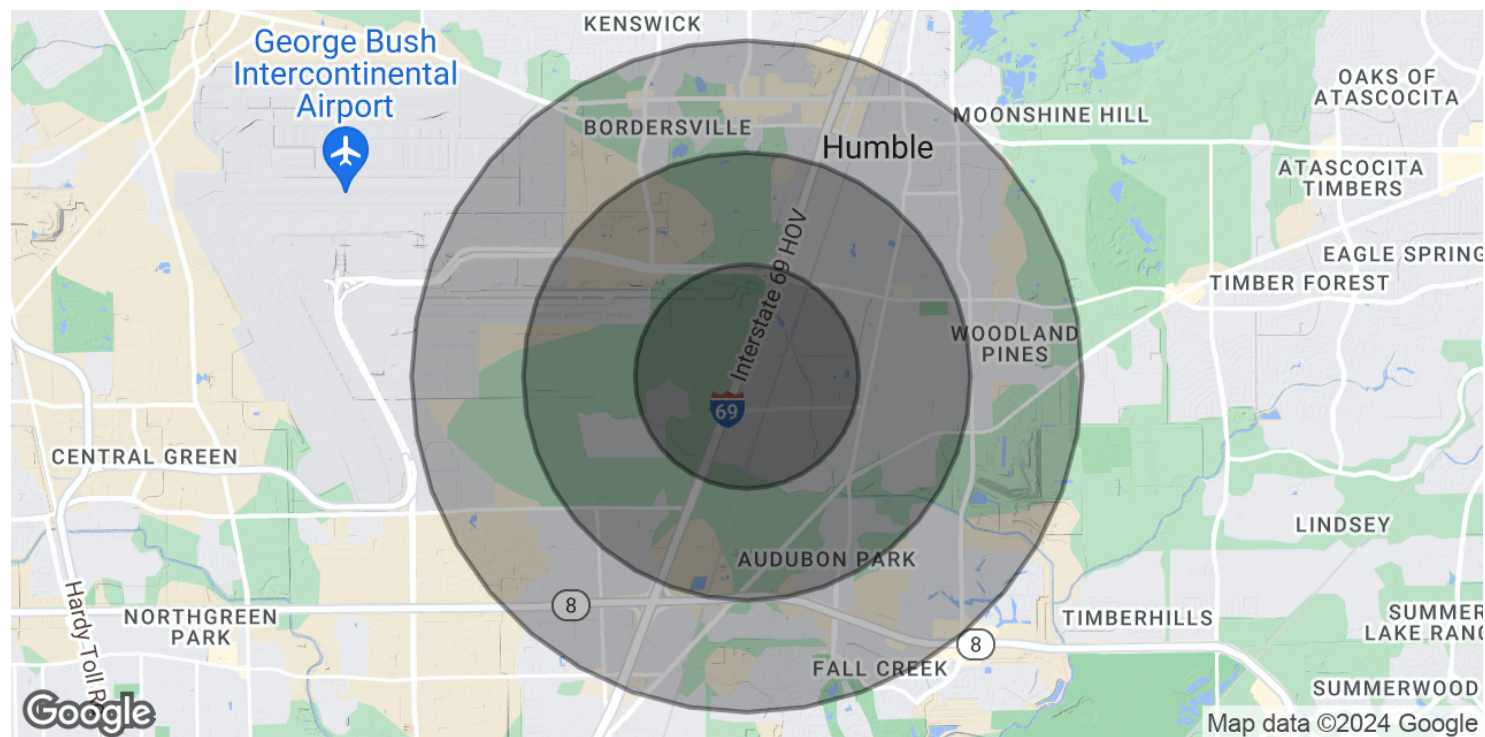 KENSWICK
George Bush
Intercontinental
Airport
OAKS OF
ATASCOCITA
MOONSHINE HILL
BORDERSVILLE
Humble
ATASCOCITA
TIMBERS
Interstate 69 HOV
EAGLE SPRING
TIMBER FOREST
WOODLAND
PINES
69
CENTRAL GREEN
LINDSEY
AUDUBON PARK
8
Hardy Toll R
NORTHGREEN
PARK
TIMBERHILLS
SUMMER
LAKE RANC
8
FALL CREEK
SUMMERWOOD
Google
Map data ©2024 Google